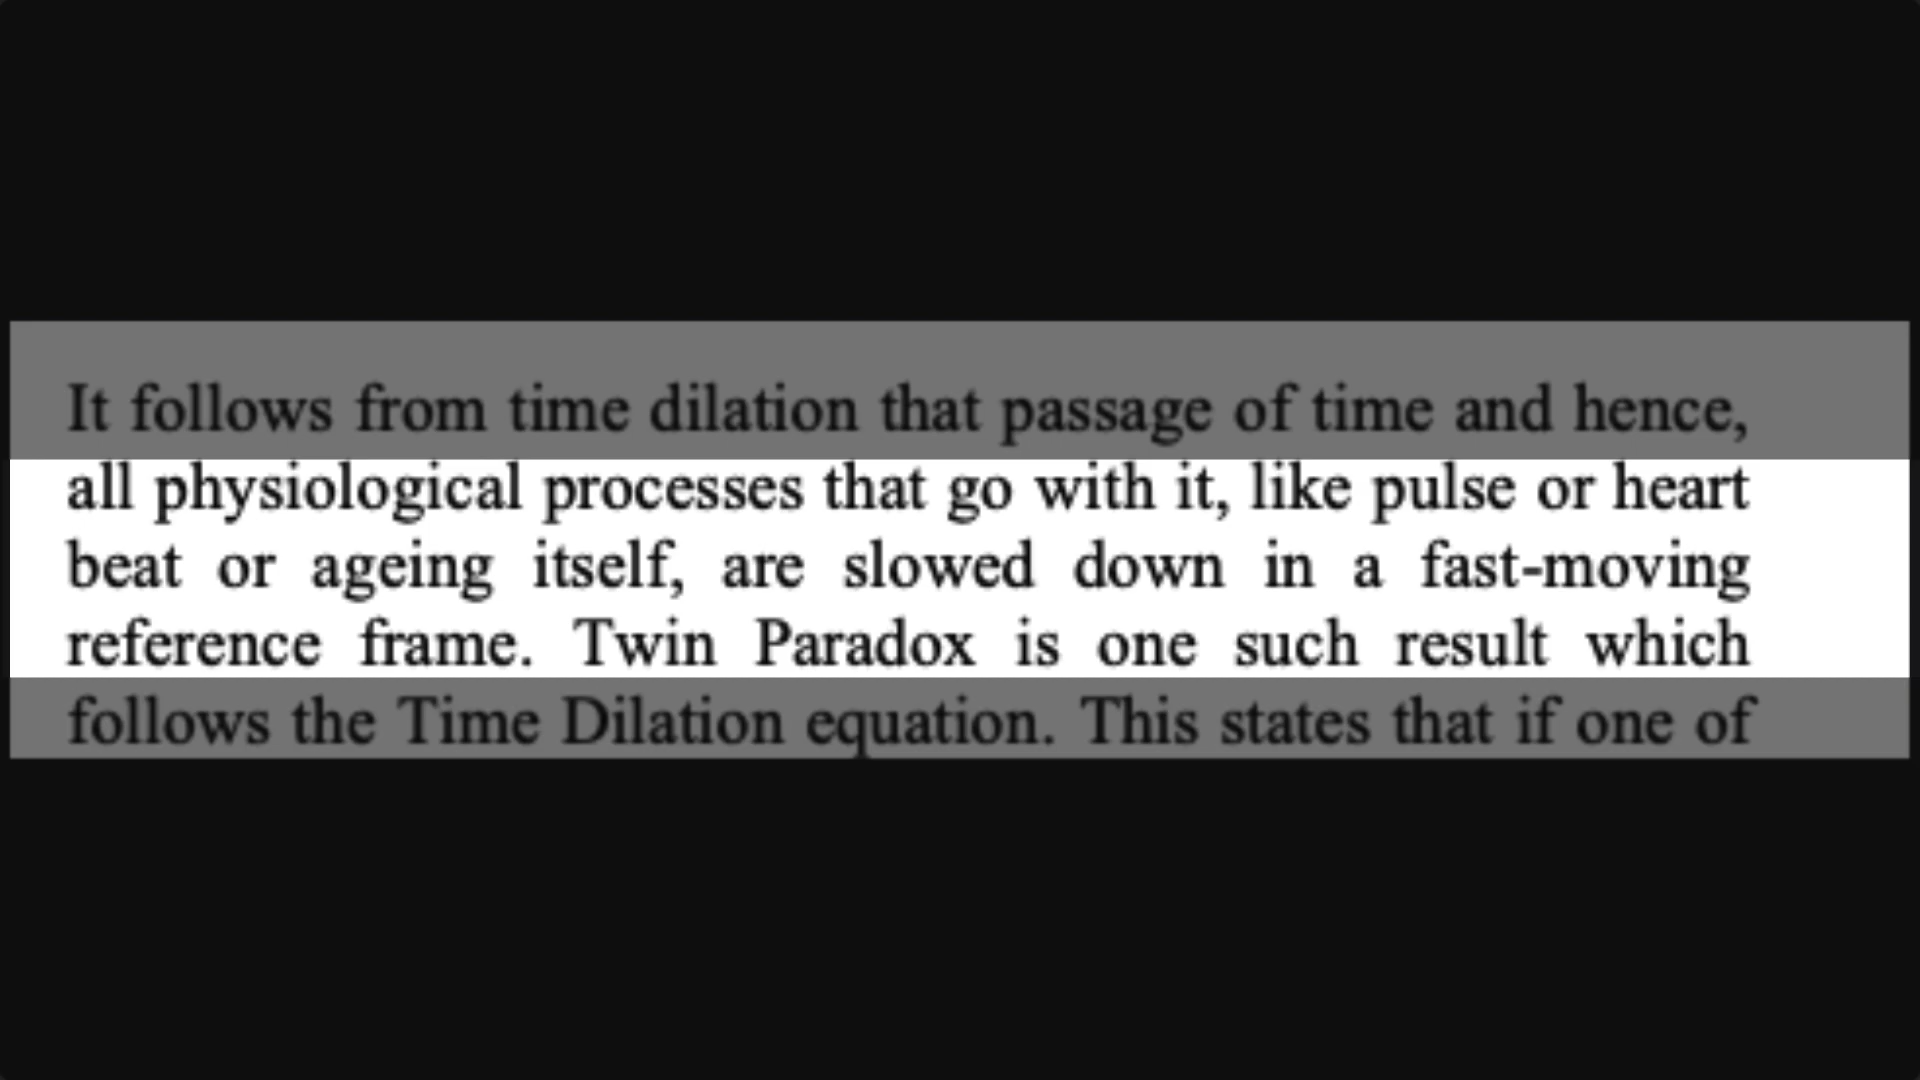 It follows from time dilation that passage of time and hence,
all physiological processes that go with it, like pulse or heart
beat or ageing itself, are slowed down in a fast-moving
reference frame. Twin Paradox is one such result which
follows the Time Dilation equation. This states that if one of